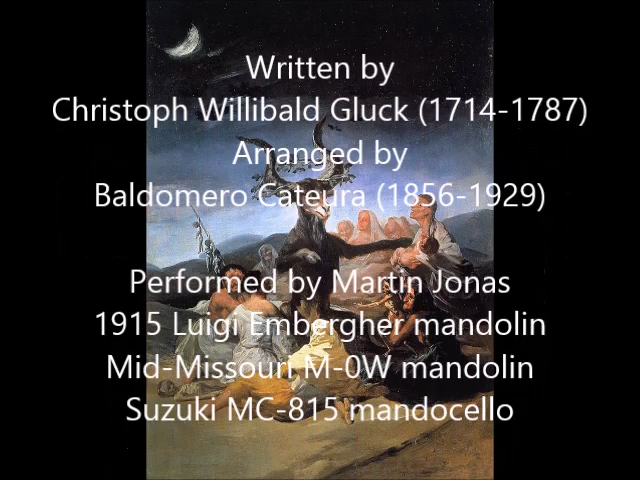 Written by
Christoph Willibald Gluck (1714-1787)
Arranged by
Baldomero Cateura (1856-1929)
Performed by Martin Jonas
1915 Luigi Embergher mandolin
Mid-Missouri M-0W mandolin
Suzuki MC-815 mandocello